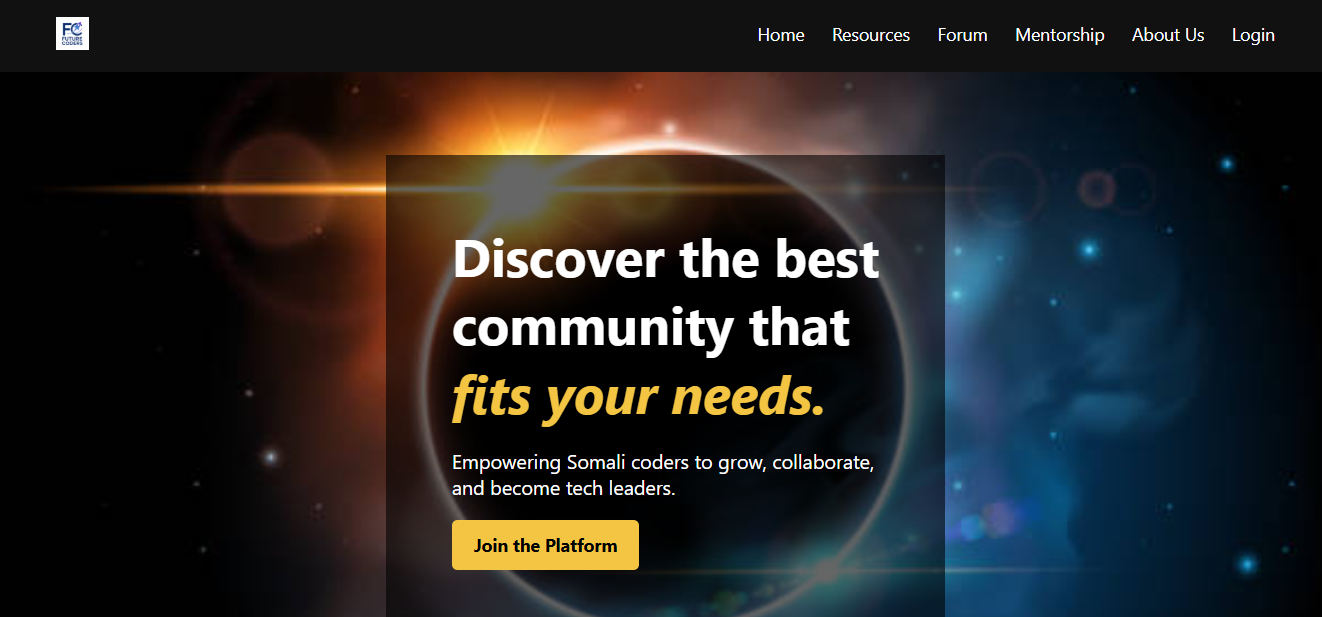 FC
FUTURE
CODERS
Home Resources Forum Mentorship About Us Login
Discover the best
community that
fits your needs.
Empowering Somali coders to grow, collaborate,
and become tech leaders.
Join the Platform